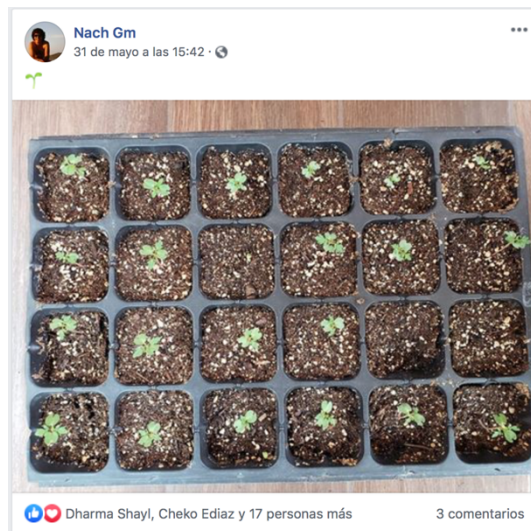 Nach Gm
31 de mayo a las 15:42 ·
Dharma Shayl, Cheko Ediaz y 17 personas más
3 comentarios